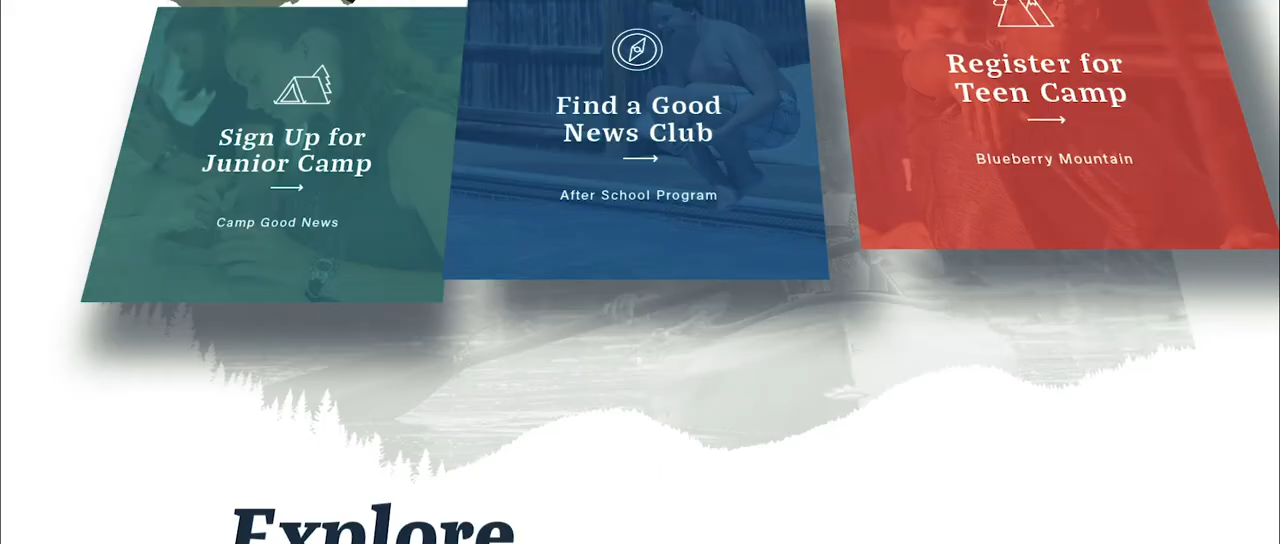 Sign Up for
Junior Camp
Camp Good News
Find a Good
News Club
After School Program
Register for
Teen Camp
Blueberry Mountain
Explore